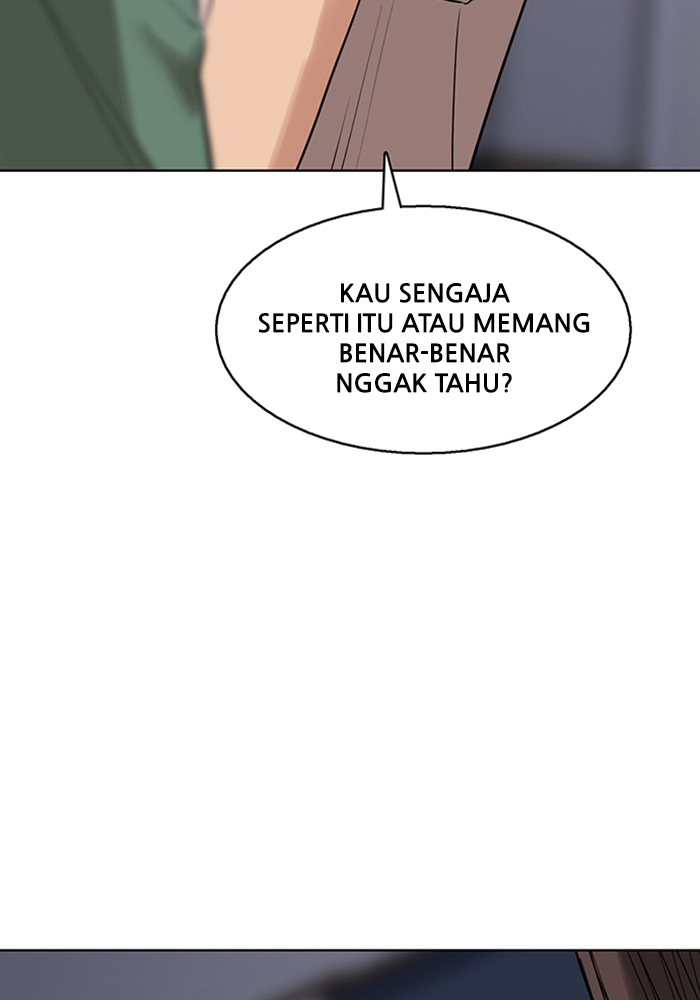 KAU SENGAJA
SEPERTI ITU ATAU MEMANG
BENAR-BENAR
NGGAK TAHU?